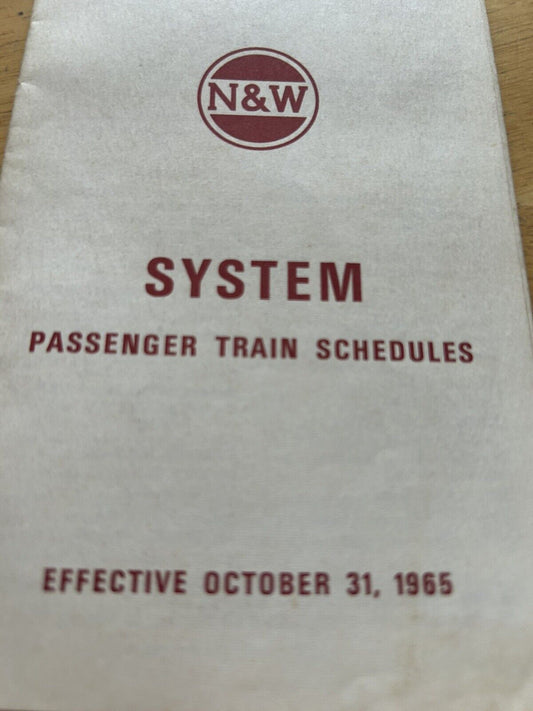 N&W
SYSTEM
PASSENGER TRAIN SCHEDULES
EFFECTIVE OCTOBER 31, 1965